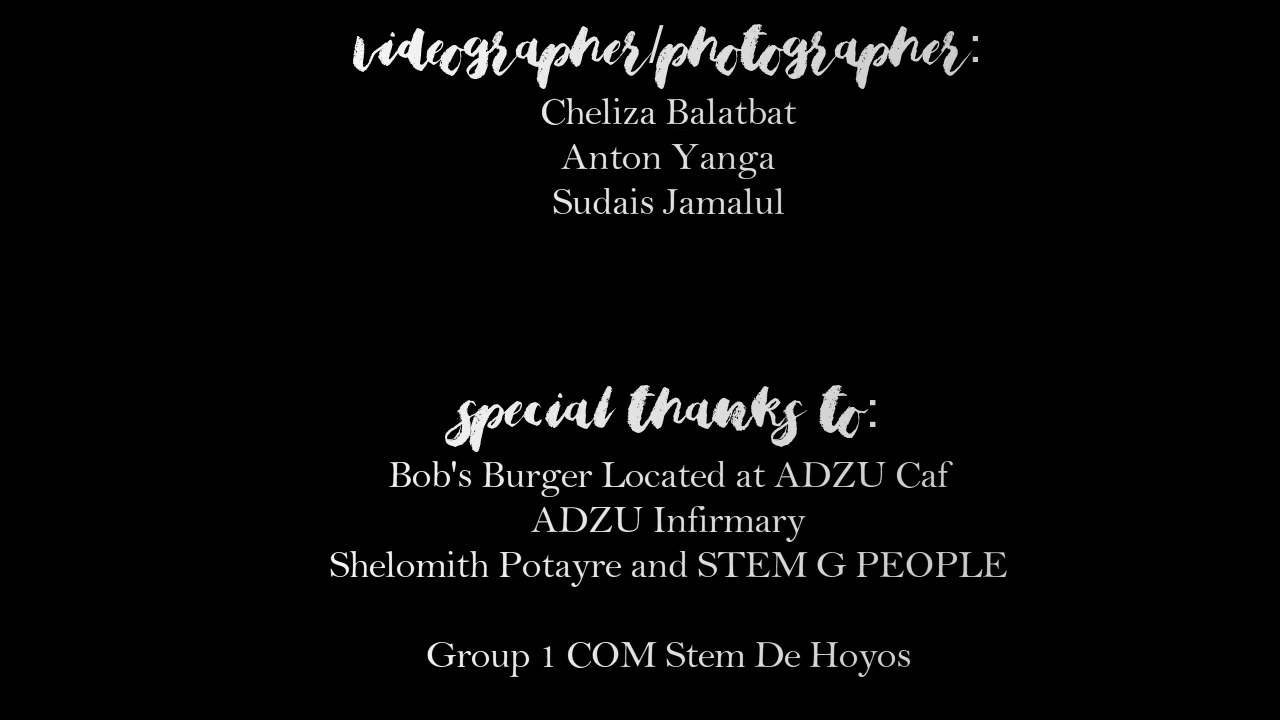 videographer/photographer:
Cheliza Balatbat
Anton Yanga
Sudais Jamalul
special thanks to:
Bob's Burger Located at ADZU Caf
ADZU Infirmary
Shelomith Potayre and STEM G PEOPLE
Group 1 COM Stem De Hoyos